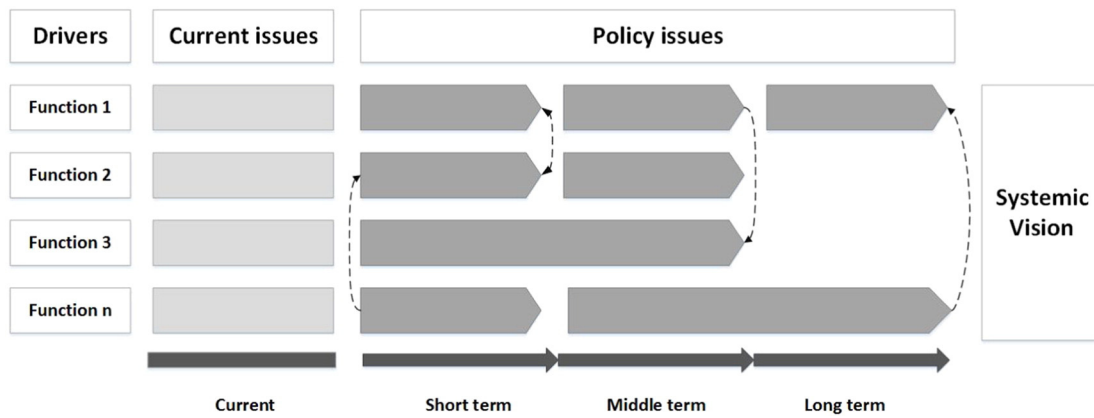 Drivers
Current issues
Policy issues
Function 1
Function 2
Function 3
Function n
Systemic
Vision
Current
Short term
Middle term
Long term